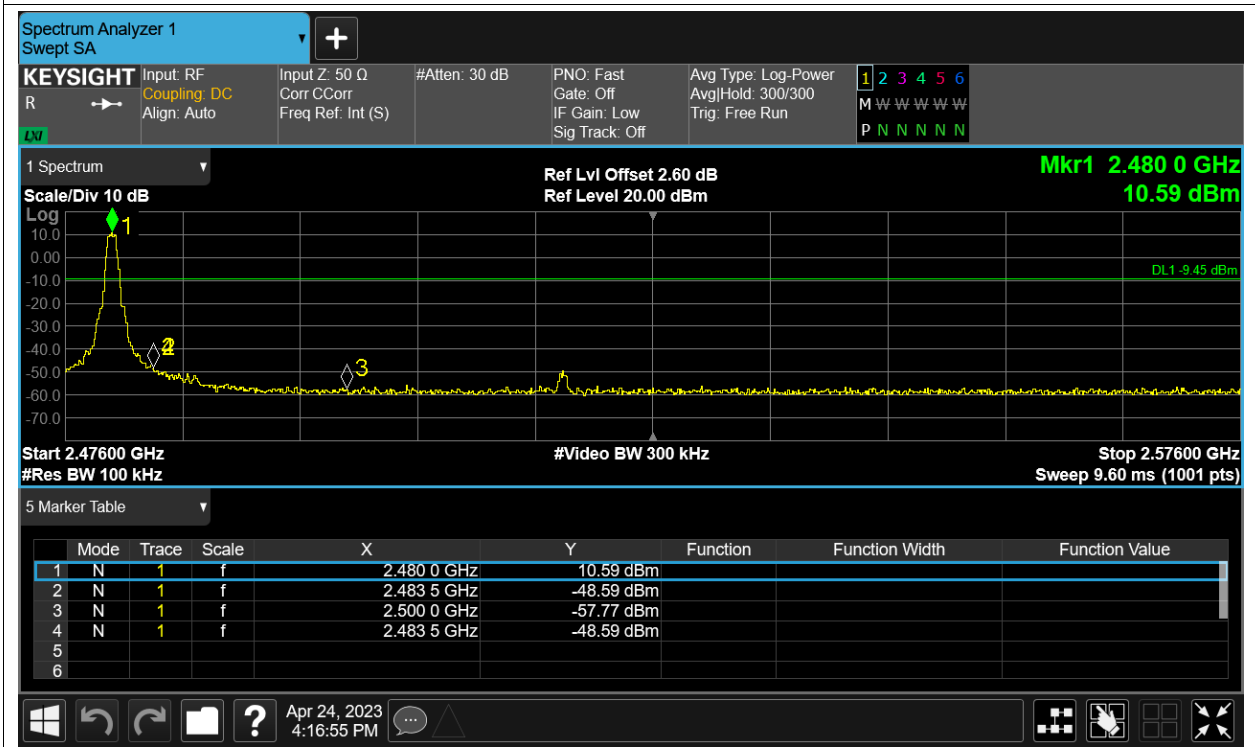 Spectrum Analyzer 1
Swept SA
+
KEYSIGHT Input: RF Input Z: 50 Ω #Atten: 30 dB PNO: Fast Avg Type: Log-Power 1 2 3 4 5 6
R Coupling: DC Corr CCorr Gate: Off Avg|Hold: 300/300 M W W W W W
Align: Auto Freq Ref: Int (S) IF Gain: Low Trig: Free Run
LXI Sig Track: Off P N N N N N
1 Spectrum Ref Lvl Offset 2.60 dB Mkr1 2.480 0 GHz
Scale/Div 10 dB Ref Level 20.00 dBm 10.59 dBm
Log
1
10.0
0.00
DL1 -9.45 dBm
-10.0
-20.0
-30.0
-40.0
2
4
3
-50.0
-60.0
-70.0
Start 2.47600 GHz #Video BW 300 kHz Stop 2.57600 GHz
#Res BW 100 kHz Sweep 9.60 ms (1001 pts)
5 Marker Table
Mode Trace Scale X Y Function Function Width Function Value
1 N 1 f 2.480 0 GHz 10.59 dBm
2 N 1 f 2.483 5 GHz -48.59 dBm
3 N 1 f 2.500 0 GHz -57.77 dBm
4 N 1 f 2.483 5 GHz -48.59 dBm
5
6
? Apr 24, 2023
4:16:55 PM